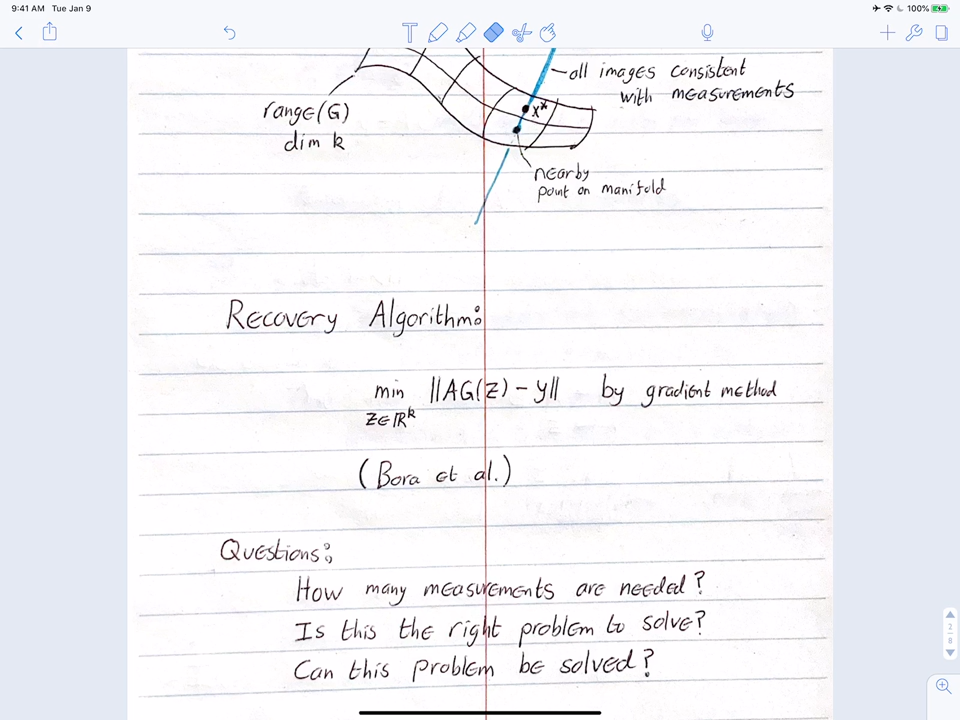 9:41 AM Tue Jan 9
100%
all images consistent
with measurements
range(G)
dim k
x*
nearby
point on manifold
Recovery Algorithm:
min ||AG(z) - y|| by gradient method
z∈ℝᵏ
(Bora et al.)
Questions:
How many measurements are needed?
Is this the right problem to solve?
Can this problem be solved?
2
8